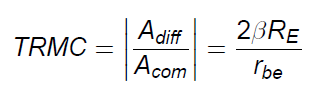 TRMC = |A_diff / A_com| = 2βR_E / r_be